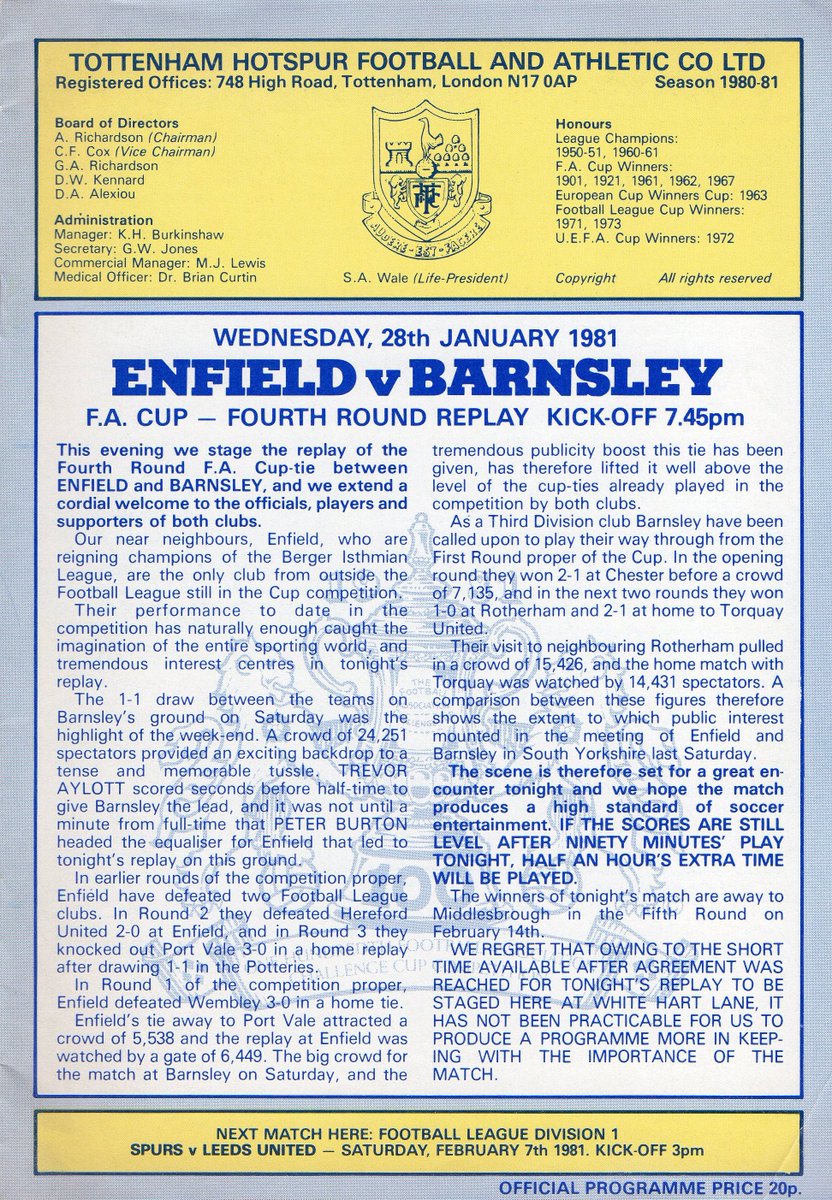 TOTTENHAM HOTSPUR FOOTBALL AND ATHLETIC CO LTD
Registered Offices: 748 High Road, Tottenham, London N17 0AP Season 1980-81
Board of Directors
A. Richardson (Chairman)
C.F. Cox (Vice Chairman)
G.A. Richardson
D.W. Kennard
D.A. Alexiou
Administration
Manager: K.H. Burkinshaw
Secretary: G.W. Jones
Commercial Manager: M.J. Lewis
Medical Officer: Dr. Brian Curtin
AUDERE-EST-FACERE
S.A. Wale (Life-President)
Honours
League Champions:
1950-51, 1960-61
F.A. Cup Winners:
1901, 1921, 1961, 1962, 1967
European Cup Winners Cup: 1963
Football League Cup Winners:
1971, 1973
U.E.F.A. Cup Winners: 1972
Copyright All rights reserved
WEDNESDAY, 28th JANUARY 1981
ENFIELD v BARNSLEY
F.A. CUP — FOURTH ROUND REPLAY KICK-OFF 7.45pm
This evening we stage the replay of the
Fourth Round F.A. Cup-tie between
ENFIELD and BARNSLEY, and we extend a
cordial welcome to the officials, players and
supporters of both clubs.
Our near neighbours, Enfield, who are
reigning champions of the Berger Isthmian
League, are the only club from outside the
Football League still in the Cup competition.
Their performance to date in the
competition has naturally enough caught the
imagination of the entire sporting world, and
tremendous interest centres in tonight's
replay.
The 1-1 draw between the teams on
Barnsley's ground on Saturday was the
highlight of the week-end. A crowd of 24,251
spectators provided an exciting backdrop to a
tense and memorable tussle. TREVOR
AYLOTT scored seconds before half-time to
give Barnsley the lead, and it was not until a
minute from full-time that PETER BURTON
headed the equaliser for Enfield that led to
tonight's replay on this ground.
In earlier rounds of the competition proper,
Enfield have defeated two Football League
clubs. In Round 2 they defeated Hereford
United 2-0 at Enfield, and in Round 3 they
knocked out Port Vale 3-0 in a home replay
after drawing 1-1 in the Potteries.
In Round 1 of the competition proper,
Enfield defeated Wembley 3-0 in a home tie.
Enfield's tie away to Port Vale attracted a
crowd of 5,538 and the replay at Enfield was
watched by a gate of 6,449. The big crowd for
the match at Barnsley on Saturday, and the
tremendous publicity boost this tie has been
given, has therefore lifted it well above the
level of the cup-ties already played in the
competition by both clubs.
As a Third Division club Barnsley have been
called upon to play their way through from the
First Round proper of the Cup. In the opening
round they won 2-1 at Chester before a crowd
of 7,135, and in the next two rounds they won
1-0 at Rotherham and 2-1 at home to Torquay
United.
Their visit to neighbouring Rotherham pulled
in a crowd of 15,426, and the home match with
Torquay was watched by 14,431 spectators. A
comparison between these figures therefore
shows the extent to which public interest
mounted in the meeting of Enfield and
Barnsley in South Yorkshire last Saturday.
The scene is therefore set for a great en-
counter tonight and we hope the match
produces a high standard of soccer
entertainment. IF THE SCORES ARE STILL
LEVEL AFTER NINETY MINUTES' PLAY
TONIGHT, HALF AN HOUR'S EXTRA TIME
WILL BE PLAYED.
The winners of tonight's match are away to
Middlesbrough in the Fifth Round on
February 14th.
WE REGRET THAT OWING TO THE SHORT
TIME AVAILABLE AFTER AGREEMENT WAS
REACHED FOR TONIGHT'S REPLAY TO BE
STAGED HERE AT WHITE HART LANE, IT
HAS NOT BEEN PRACTICABLE FOR US TO
PRODUCE A PROGRAMME MORE IN KEEP-
ING WITH THE IMPORTANCE OF THE
MATCH.
NEXT MATCH HERE: FOOTBALL LEAGUE DIVISION 1
SPURS v LEEDS UNITED — SATURDAY, FEBRUARY 7th 1981. KICK-OFF 3pm
OFFICIAL PROGRAMME PRICE 20p.